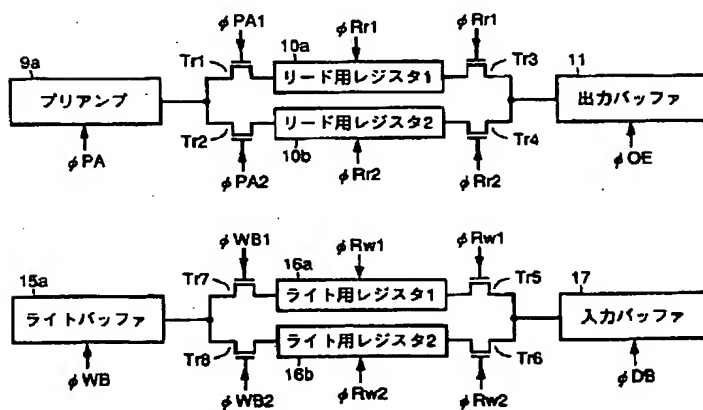 φPA1
φRr1
φRr1
9a
Tr1
10a
Tr3
11
プリアンプ
リード用レジスタ1
出力バッファ
リード用レジスタ2
φPA
Tr2
10b
Tr4
φOE
φPA2
φRr2
φRr2
φWB1
φRw1
φRw1
15a
Tr7
16a
Tr5
17
ライトバッファ
ライト用レジスタ1
入力バッファ
ライト用レジスタ2
φWB
Tr8
16b
Tr6
φDB
φWB2
φRw2
φRw2